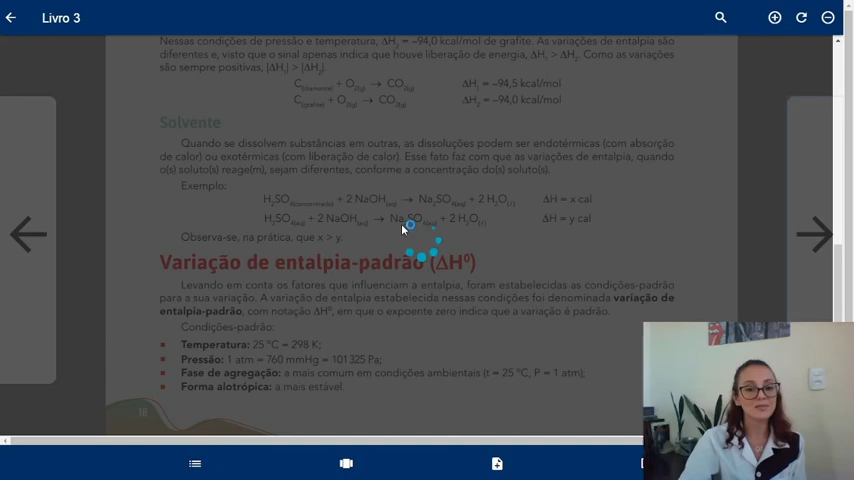 Livro 3
Nessas condições de pressão e temperatura, ΔH₂ = –94,0 kcal/mol de grafite. As variações de entalpia são
diferentes e, visto que o sinal apenas indica que houve liberação de energia, ΔH₁ > ΔH₂. Como as variações
são sempre positivas, |ΔH₁| > |ΔH₂|.
C(diamante) + O₂(g) → CO₂(g) ΔH₁ = –94,5 kcal/mol
C(grafite) + O₂(g) → CO₂(g) ΔH₂ = –94,0 kcal/mol
Solvente
Quando se dissolvem substâncias em outras, as dissoluções podem ser endotérmicas (com absorção
de calor) ou exotérmicas (com liberação de calor). Esse fato faz com que as variações de entalpia, quando
o(s) soluto(s) reage(m), sejam diferentes, conforme a concentração do(s) soluto(s).
Exemplo:
H₂SO₄(concentrado) + 2 NaOH(aq) → Na₂SO₄(aq) + 2 H₂O(ℓ) ΔH = x cal
H₂SO₄(aq) + 2 NaOH(aq) → Na₂SO₄(aq) + 2 H₂O(ℓ) ΔH = y cal
Observa-se, na prática, que x > y.
Variação de entalpia-padrão (ΔH⁰)
Levando em conta os fatores que influenciam a entalpia, foram estabelecidas as condições-padrão
para a sua variação. A variação de entalpia estabelecida nessas condições foi denominada variação de
entalpia-padrão, com notação ΔH⁰, em que o expoente zero indica que a variação é padrão.
Condições-padrão:
Temperatura: 25 °C = 298 K;
Pressão: 1 atm = 760 mmHg = 101325 Pa;
Fase de agregação: a mais comum em condições ambientais (t = 25 °C, P = 1 atm);
Forma alotrópica: a mais estável.
18